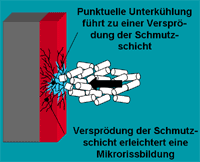 Punktuelle Unterkühlung
führt zu einer Versprö-
dung der Schmutz-
schicht
Versprödung der Schmutz-
schicht erleichtert eine
Mikrorissbildung